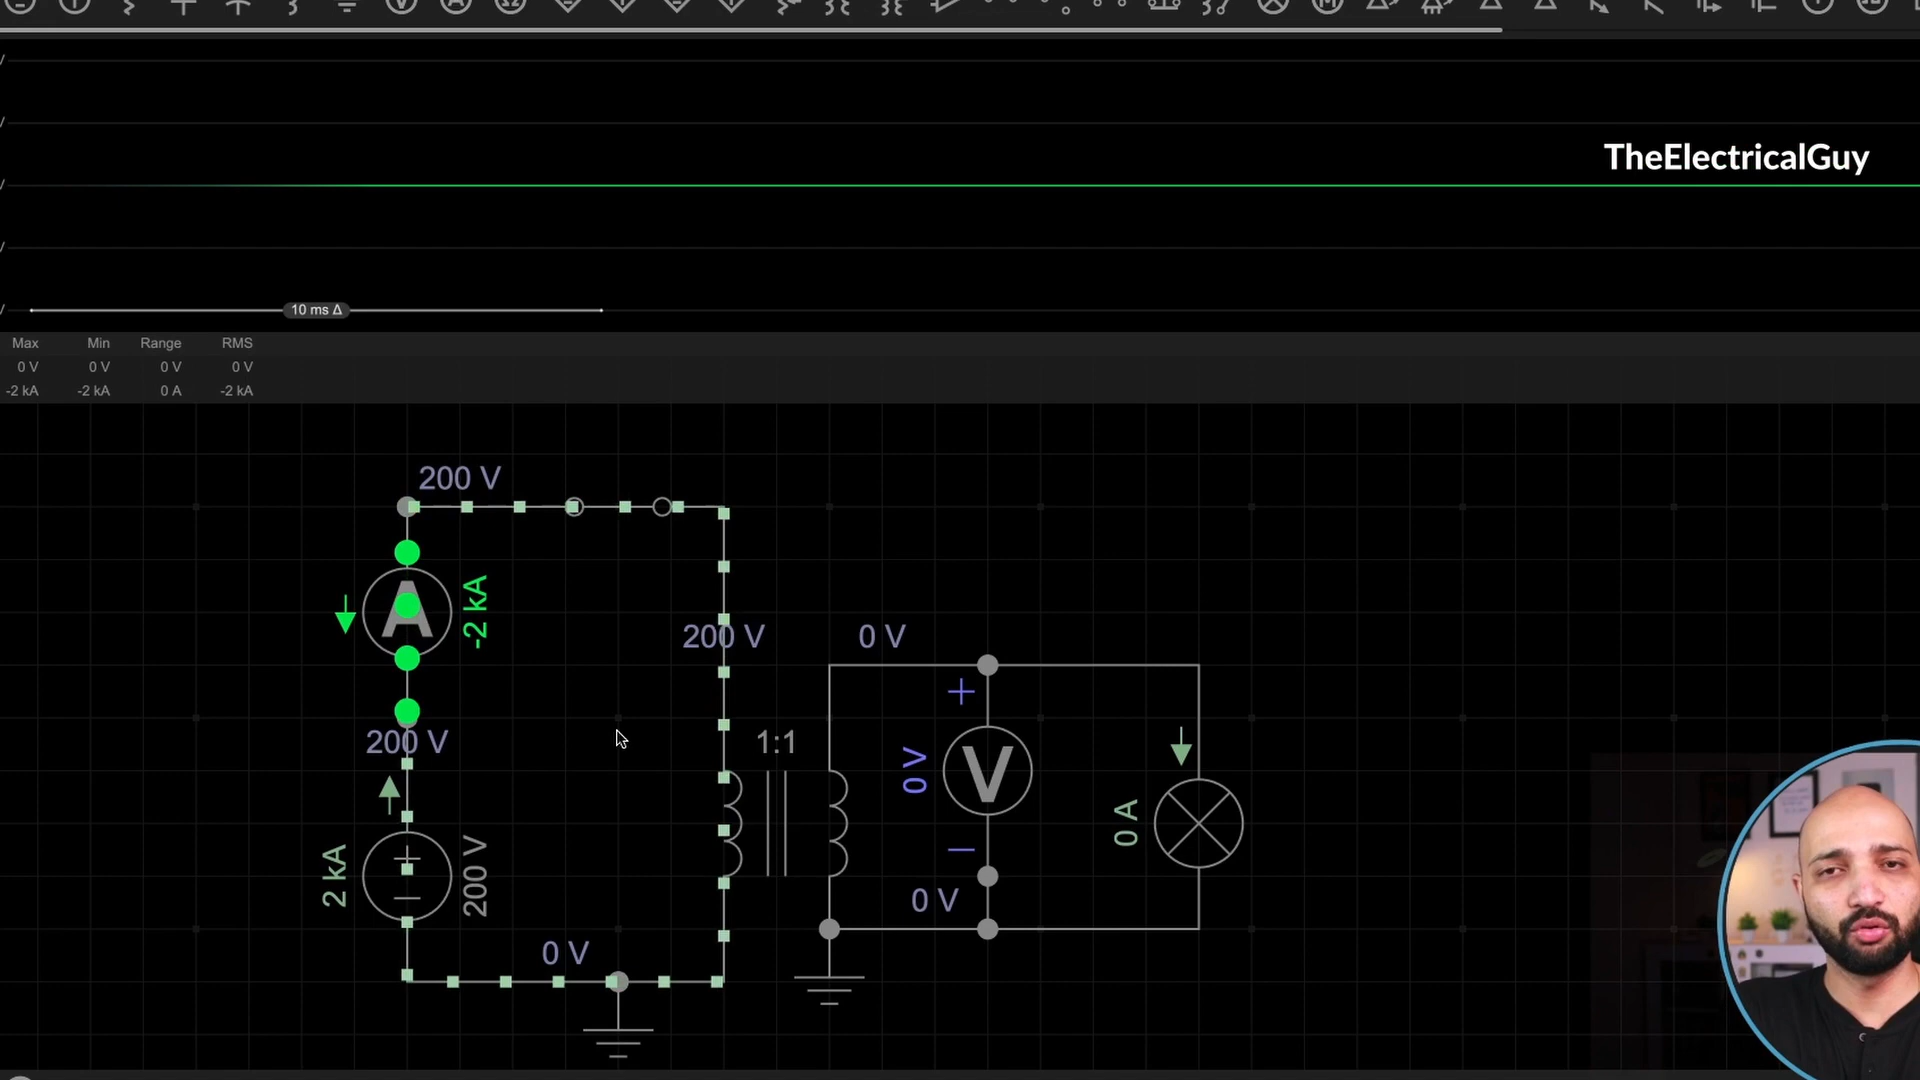 TheElectricalGuy
10 ms Δ
Max Min Range RMS
0 V 0 V 0 V 0 V
-2 kA -2 kA 0 A -2 kA
200 V
A
-2 kA
200 V
0 V
+
200 V
1:1
0 V
V
0 A
−
2 kA
+
−
200 V
0 V
0 V